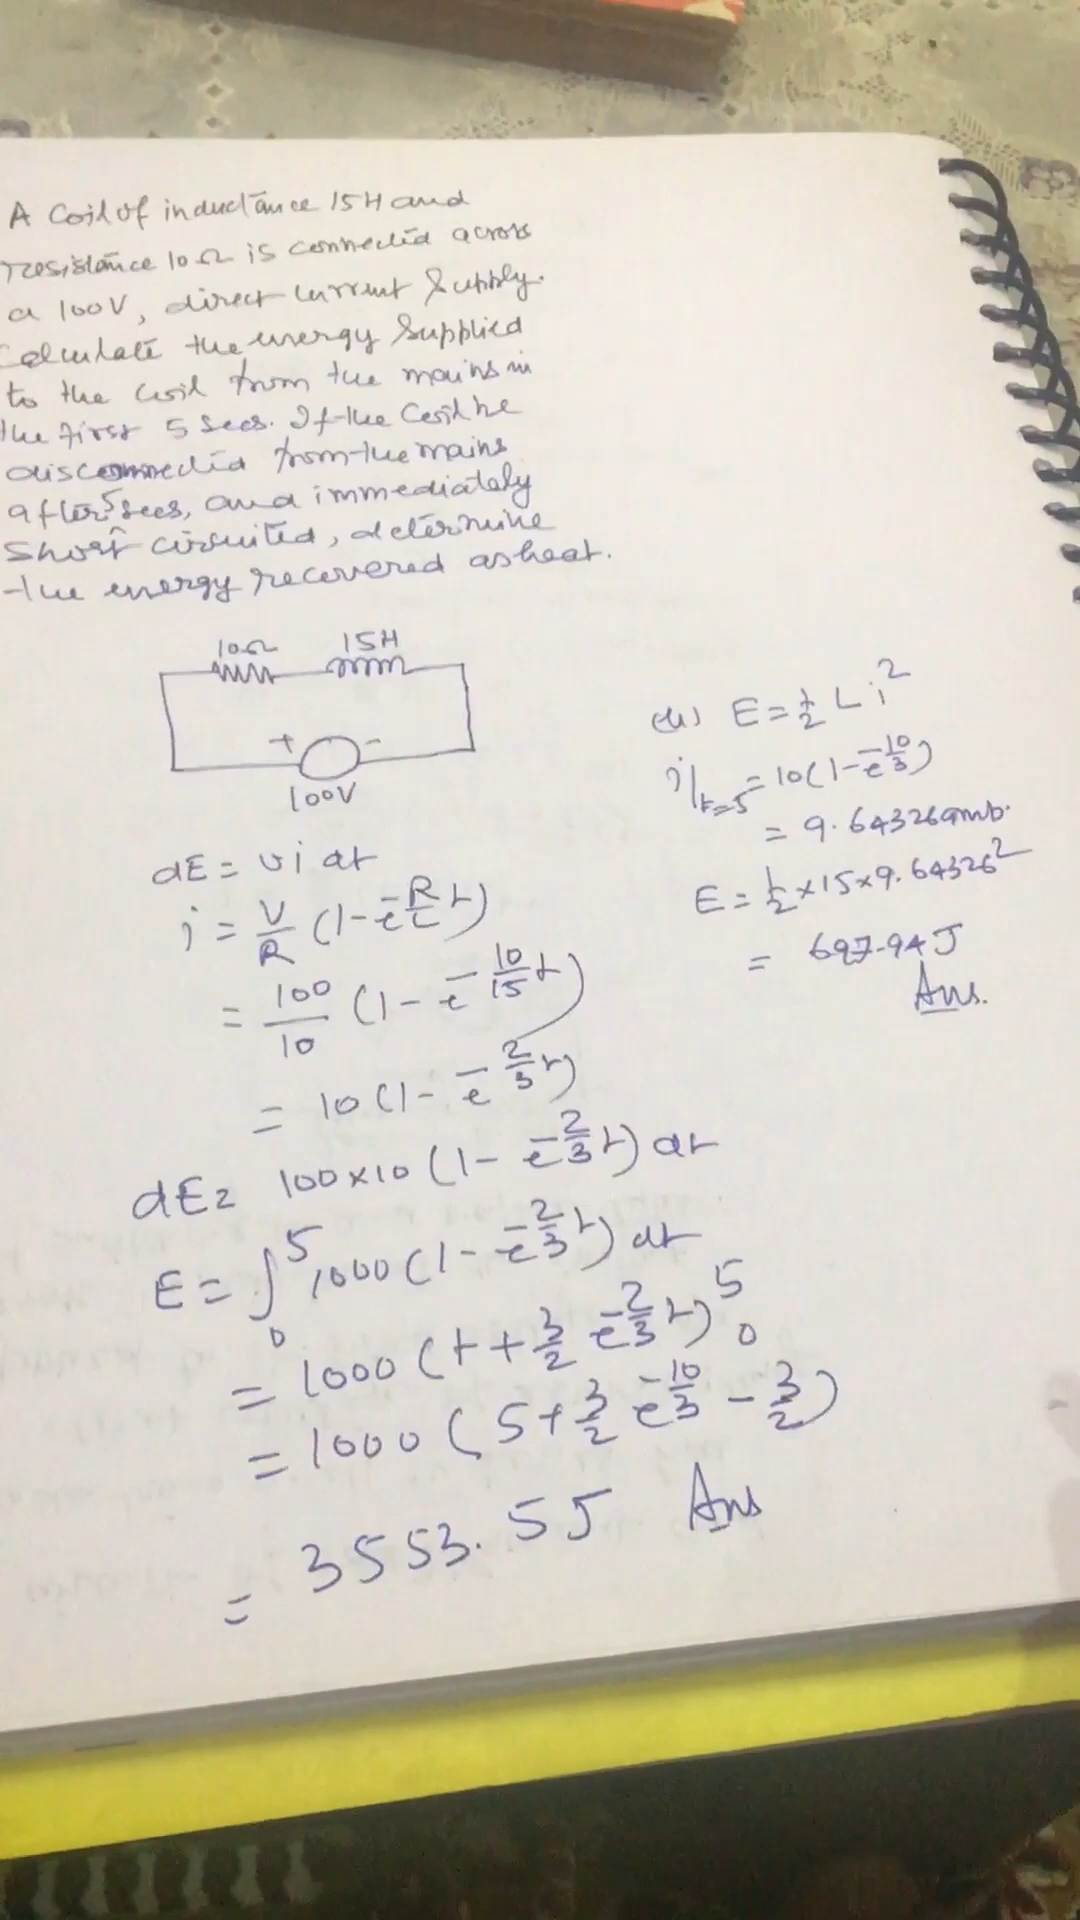 A Coil of inductance 15H and
resistance 10Ω is connected across
a 100V, direct current supply.
Calculate the energy supplied
to the coil from the mains in
the first 5 secs. If the coil be
disconnected from the mains
after 5 secs, and immediately
short circuited, determine
the energy recovered as heat.
10Ω 15H
+ -
100V
dE = vi dt
i = V/R (1 - e^-R/L t)
= 100/10 (1 - e^-10/15 t)
= 10 (1 - e^-2/3 t)
dE = 100×10 (1 - e^-2/3 t) dt
E = ∫₀⁵ 1000 (1 - e^-2/3 t) dt
= 1000 (t + 3/2 e^-2/3 t)⁵₀
= 1000 (5 + 3/2 e^-10/3 - 3/2)
= 3553.5J Ans
E = 1/2 L i²
i|t=5 = 10(1 - e^-10/3)
= 9.64326 amp.
E = 1/2 × 15 × 9.64326²
= 697.94J
Ans.